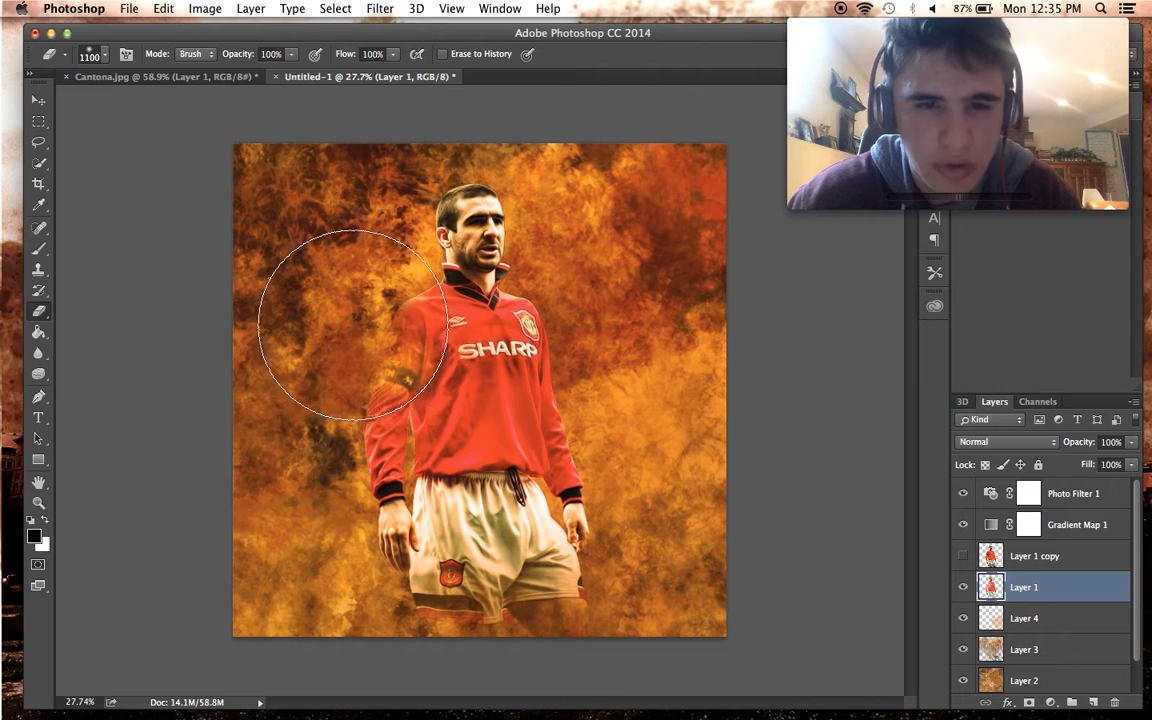 Photoshop File Edit Image Layer Type Select Filter 3D View Window Help 87% Mon 12:35 PM
Adobe Photoshop CC 2014
1100 Mode: Brush Opacity: 100% Flow: 100% Erase to History
× Cantona.jpg @ 58.9% (Layer 1, RGB/8#) * × Untitled-1 @ 27.7% (Layer 1, RGB/8) *
SHARP
A|
T
3D Layers Channels
Kind T
Normal Opacity: 100%
Lock: Fill: 100%
Photo Filter 1
Gradient Map 1
Layer 1 copy
Layer 1
Layer 4
Layer 3
Layer 2
fx
27.74% Doc: 14.1M/58.8M